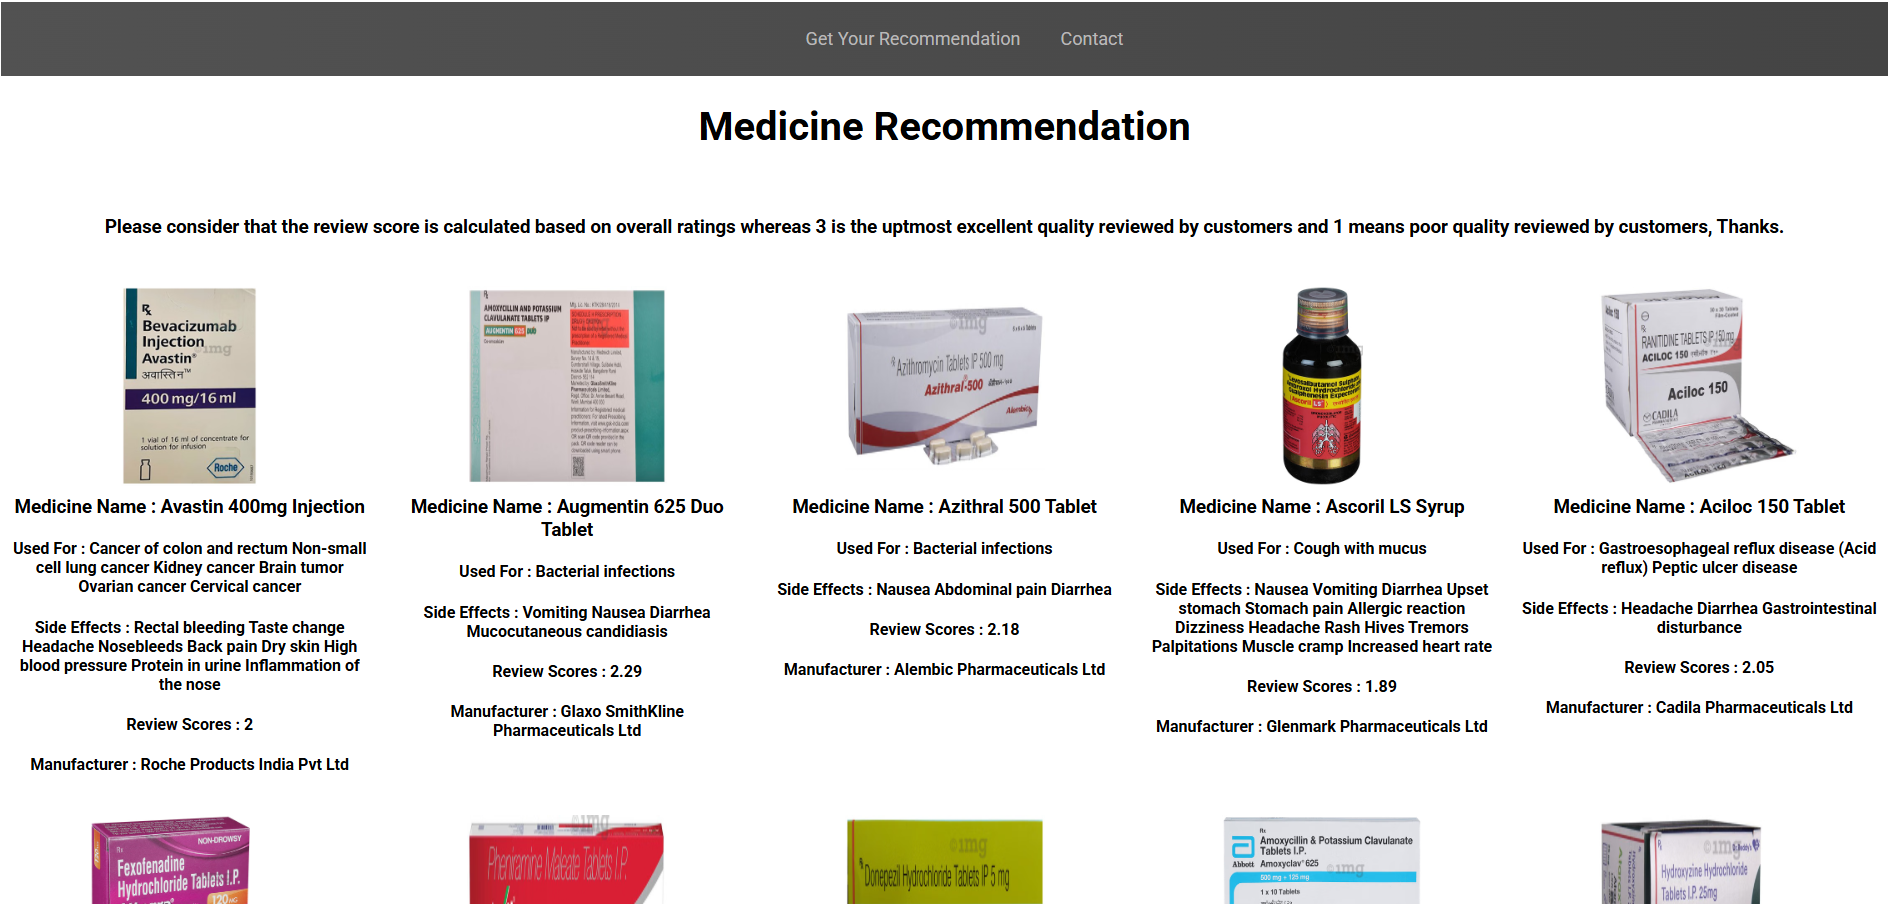 Get Your Recommendation Contact
Medicine Recommendation
Please consider that the review score is calculated based on overall ratings whereas 3 is the uptmost excellent quality reviewed by customers and 1 means poor quality reviewed by customers, Thanks.
Rx
Bevacizumab
Injection
Avastin®
अवास्तिन™
400 mg/16 ml
1 vial of 16 ml of concentrate for
solution for infusion
Roche
Medicine Name : Avastin 400mg Injection
Used For : Cancer of colon and rectum Non-small
cell lung cancer Kidney cancer Brain tumor
Ovarian cancer Cervical cancer
Side Effects : Rectal bleeding Taste change
Headache Nosebleeds Back pain Dry skin High
blood pressure Protein in urine Inflammation of
the nose
Review Scores : 2
Manufacturer : Roche Products India Pvt Ltd
AMOXYCILLIN AND POTASSIUM
CLAVULANATE TABLETS IP
AUGMENTIN 625 DUO
Medicine Name : Augmentin 625 Duo
Tablet
Used For : Bacterial infections
Side Effects : Vomiting Nausea Diarrhea
Mucocutaneous candidiasis
Review Scores : 2.29
Manufacturer : Glaxo SmithKline
Pharmaceuticals Ltd
Azithromycin Tablets IP 500 mg
Azithral-500
Alembic
Medicine Name : Azithral 500 Tablet
Used For : Bacterial infections
Side Effects : Nausea Abdominal pain Diarrhea
Review Scores : 2.18
Manufacturer : Alembic Pharmaceuticals Ltd
Medicine Name : Ascoril LS Syrup
Used For : Cough with mucus
Side Effects : Nausea Vomiting Diarrhea Upset
stomach Stomach pain Allergic reaction
Dizziness Headache Rash Hives Tremors
Palpitations Muscle cramp Increased heart rate
Review Scores : 1.89
Manufacturer : Glenmark Pharmaceuticals Ltd
RANITIDINE TABLETS IP 150 mg
ACILOC 150
Aciloc 150
CADILA
Medicine Name : Aciloc 150 Tablet
Used For : Gastroesophageal reflux disease (Acid
reflux) Peptic ulcer disease
Side Effects : Headache Diarrhea Gastrointestinal
disturbance
Review Scores : 2.05
Manufacturer : Cadila Pharmaceuticals Ltd
NON-DROWSY
Fexofenadine
Hydrochloride Tablets I.P.
120 MG
Pheniramine Maleate Tablets I.P.
Donepezil Hydrochloride Tablets IP 5 mg
Rx
Amoxycillin & Potassium Clavulanate
Tablets I.P.
Abbott Amoxyclav® 625
500 mg + 125 mg
1 x 10 Tablets
Dr. Reddy's
Hydroxyzine Hydrochloride
Tablets I.P. 25mg